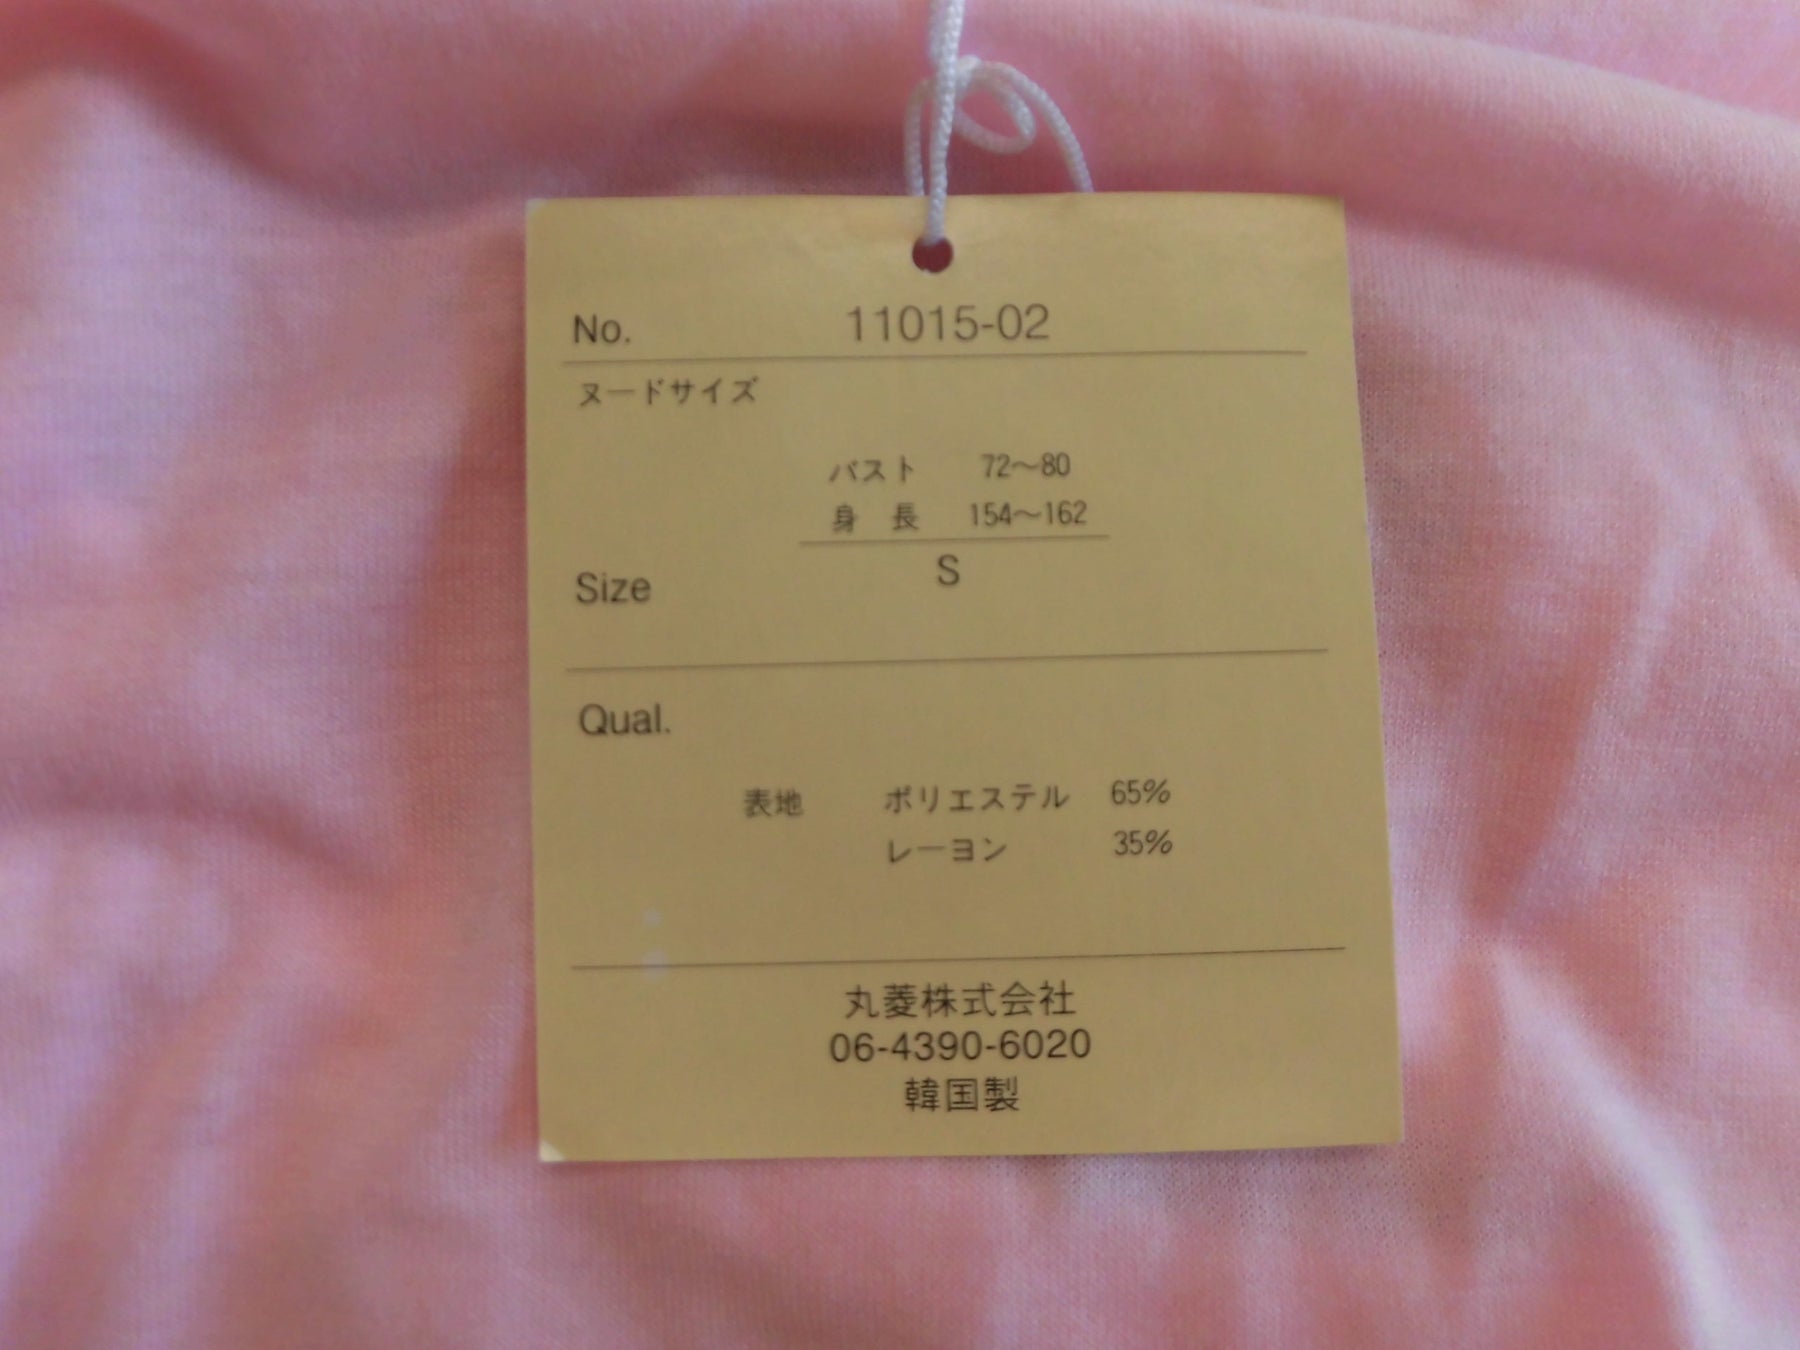 No. 11015-02
ヌードサイズ
バスト 72〜80
身 長 154〜162
Size S
Qual.
表地 ポリエステル 65%
レーヨン 35%
丸菱株式会社
06-4390-6020
韓国製